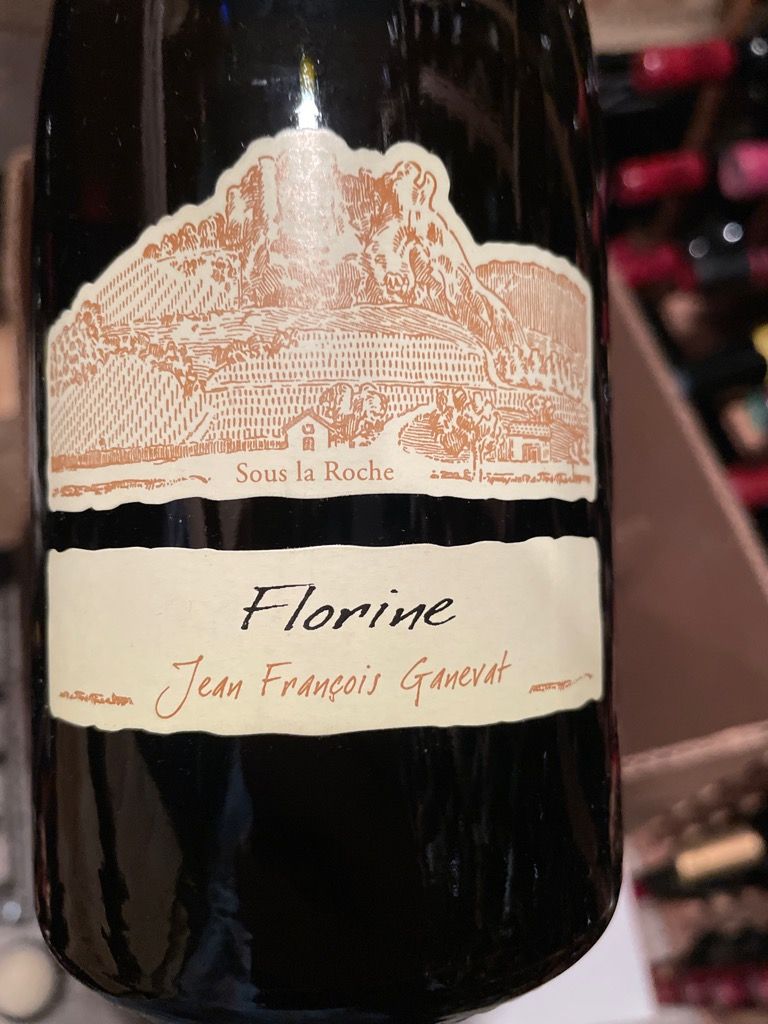 Sous la Roche
Florine
Jean François Ganevat